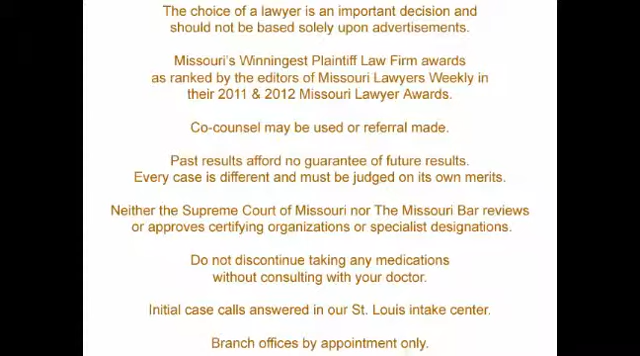 The choice of a lawyer is an important decision and
should not be based solely upon advertisements.
Missouri's Winningest Plaintiff Law Firm awards
as ranked by the editors of Missouri Lawyers Weekly in
their 2011 & 2012 Missouri Lawyer Awards.
Co-counsel may be used or referral made.
Past results afford no guarantee of future results.
Every case is different and must be judged on its own merits.
Neither the Supreme Court of Missouri nor The Missouri Bar reviews
or approves certifying organizations or specialist designations.
Do not discontinue taking any medications
without consulting with your doctor.
Initial case calls answered in our St. Louis intake center.
Branch offices by appointment only.